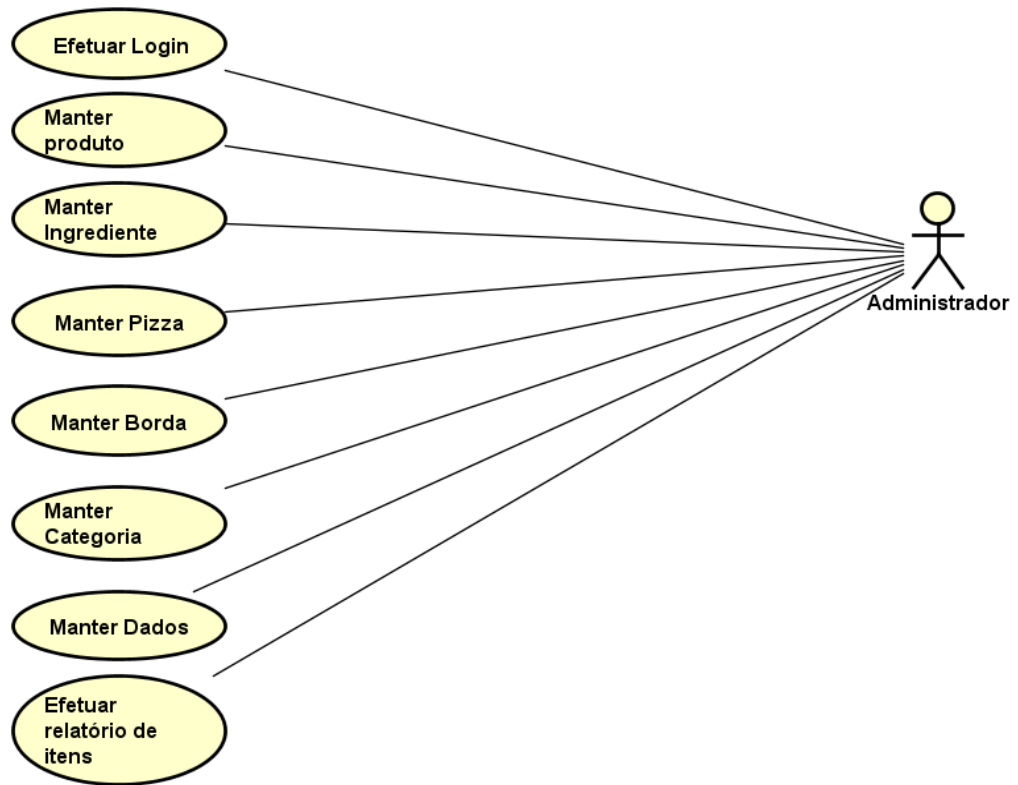 Efetuar Login
Manter
produto
Manter
Ingrediente
Manter Pizza
Manter Borda
Manter
Categoria
Manter Dados
Efetuar
relatório de
itens
Administrador